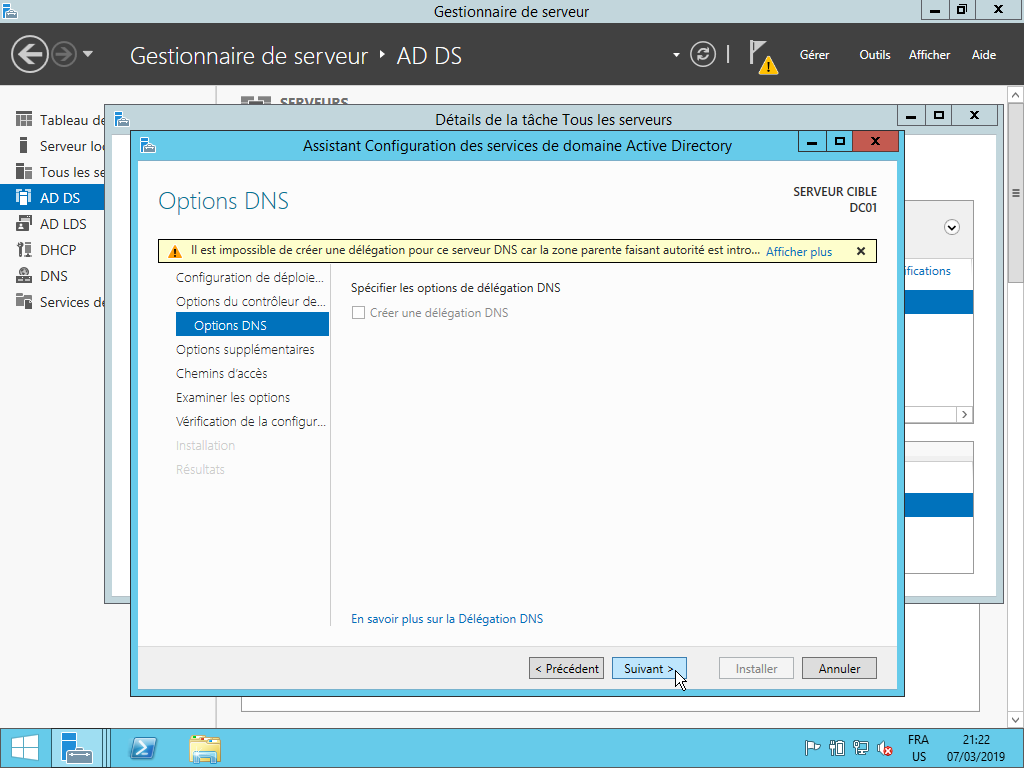 Gestionnaire de serveur
Gestionnaire de serveur ‣ AD DS
Gérer
Outils
Afficher
Aide
SERVEURS
Tableau de
Serveur loc
Tous les se
AD DS
AD LDS
DHCP
DNS
Services de
Détails de la tâche Tous les serveurs
ifications
Assistant Configuration des services de domaine Active Directory
Options DNS
SERVEUR CIBLE
DC01
Il est impossible de créer une délégation pour ce serveur DNS car la zone parente faisant autorité est intro... Afficher plus
Configuration de déploie...
Options du contrôleur de...
Options DNS
Options supplémentaires
Chemins d'accès
Examiner les options
Vérification de la configur...
Installation
Résultats
Spécifier les options de délégation DNS
Créer une délégation DNS
En savoir plus sur la Délégation DNS
< Précédent
Suivant >
Installer
Annuler
FRA
US
21:22
07/03/2019